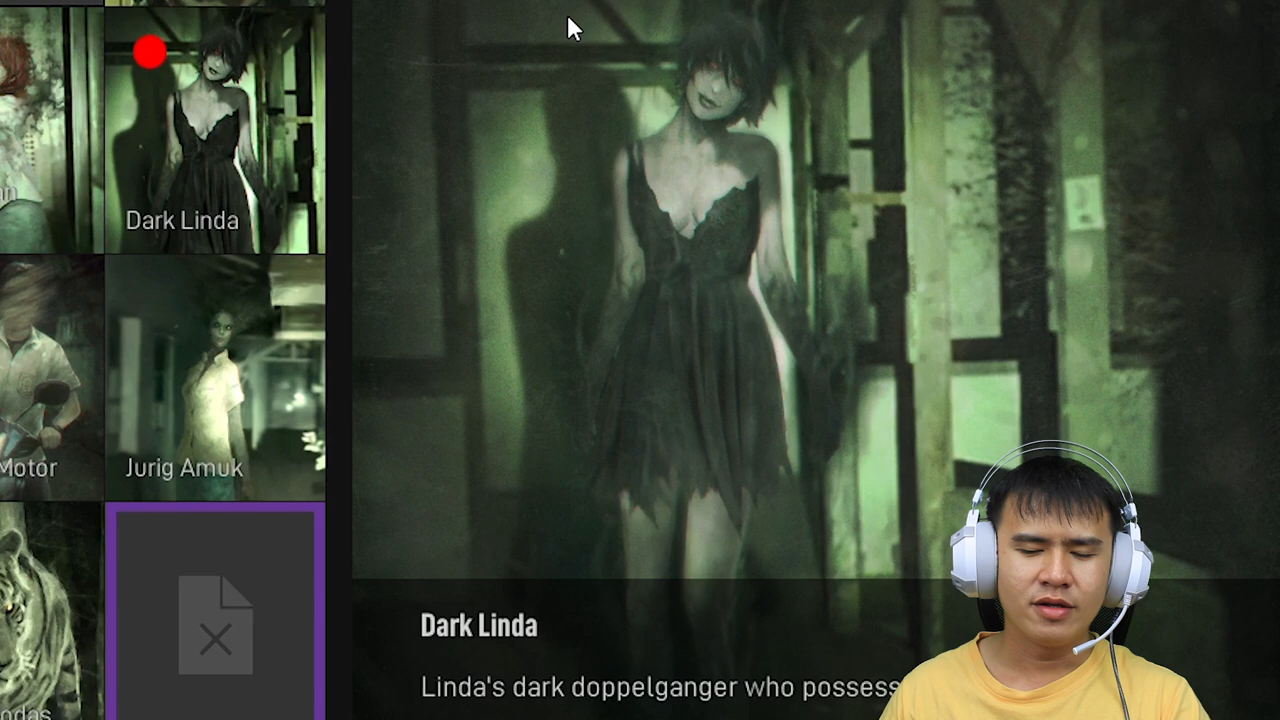 Dark Linda
Motor
Jurig Amuk
Dark Linda
Linda's dark doppelganger who possess